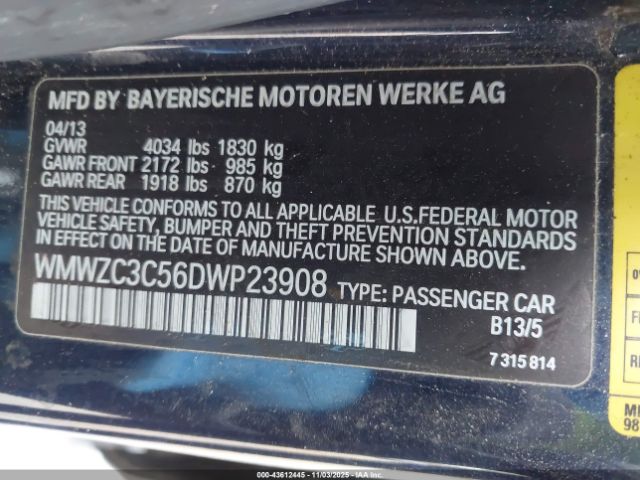 MFD BY BAYERISCHE MOTOREN WERKE AG
04/13
GVWR 4034 lbs 1830 kg
GAWR FRONT 2172 lbs 985 kg
GAWR REAR 1918 lbs 870 kg
THIS VEHICLE CONFORMS TO ALL APPLICABLE U.S.FEDERAL MOTOR
VEHICLE SAFETY, BUMPER AND THEFT PREVENTION STANDARDS
IN EFFECT ON THE DATE OF MANUFACTURE SHOWN ABOVE.
WMWZC3C56DWP23908 TYPE: PASSENGER CAR
B13/5
7 315 814
98
00-43612445 - 11/03/2025 - IAA